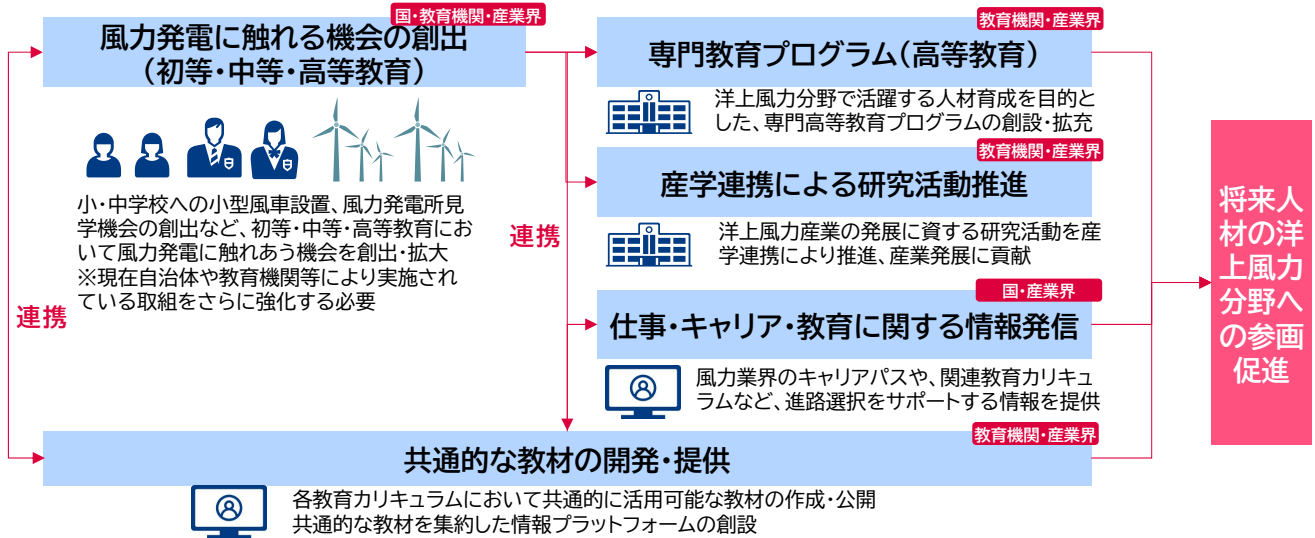 国・教育機関・産業界
風力発電に触れる機会の創出
（初等・中等・高等教育）
小・中学校への小型風車設置、風力発電所見
学機会の創出など、初等・中等・高等教育にお
いて風力発電に触れあう機会を創出・拡大
※現在自治体や教育機関等により実施され
ている取組をさらに強化する必要
連携
連携
教育機関・産業界
専門教育プログラム（高等教育）
洋上風力分野で活躍する人材育成を目的と
した、専門高等教育プログラムの創設・拡充
教育機関・産業界
産学連携による研究活動推進
洋上風力産業の発展に資する研究活動を産
学連携により推進、産業発展に貢献
国・産業界
仕事・キャリア・教育に関する情報発信
風力業界のキャリアパスや、関連教育カリキュ
ラムなど、進路選択をサポートする情報を提供
教育機関・産業界
共通的な教材の開発・提供
各教育カリキュラムにおいて共通的に活用可能な教材の作成・公開
共通的な教材を集約した情報プラットフォームの創設
将来人
材の洋
上風力
分野へ
の参画
促進